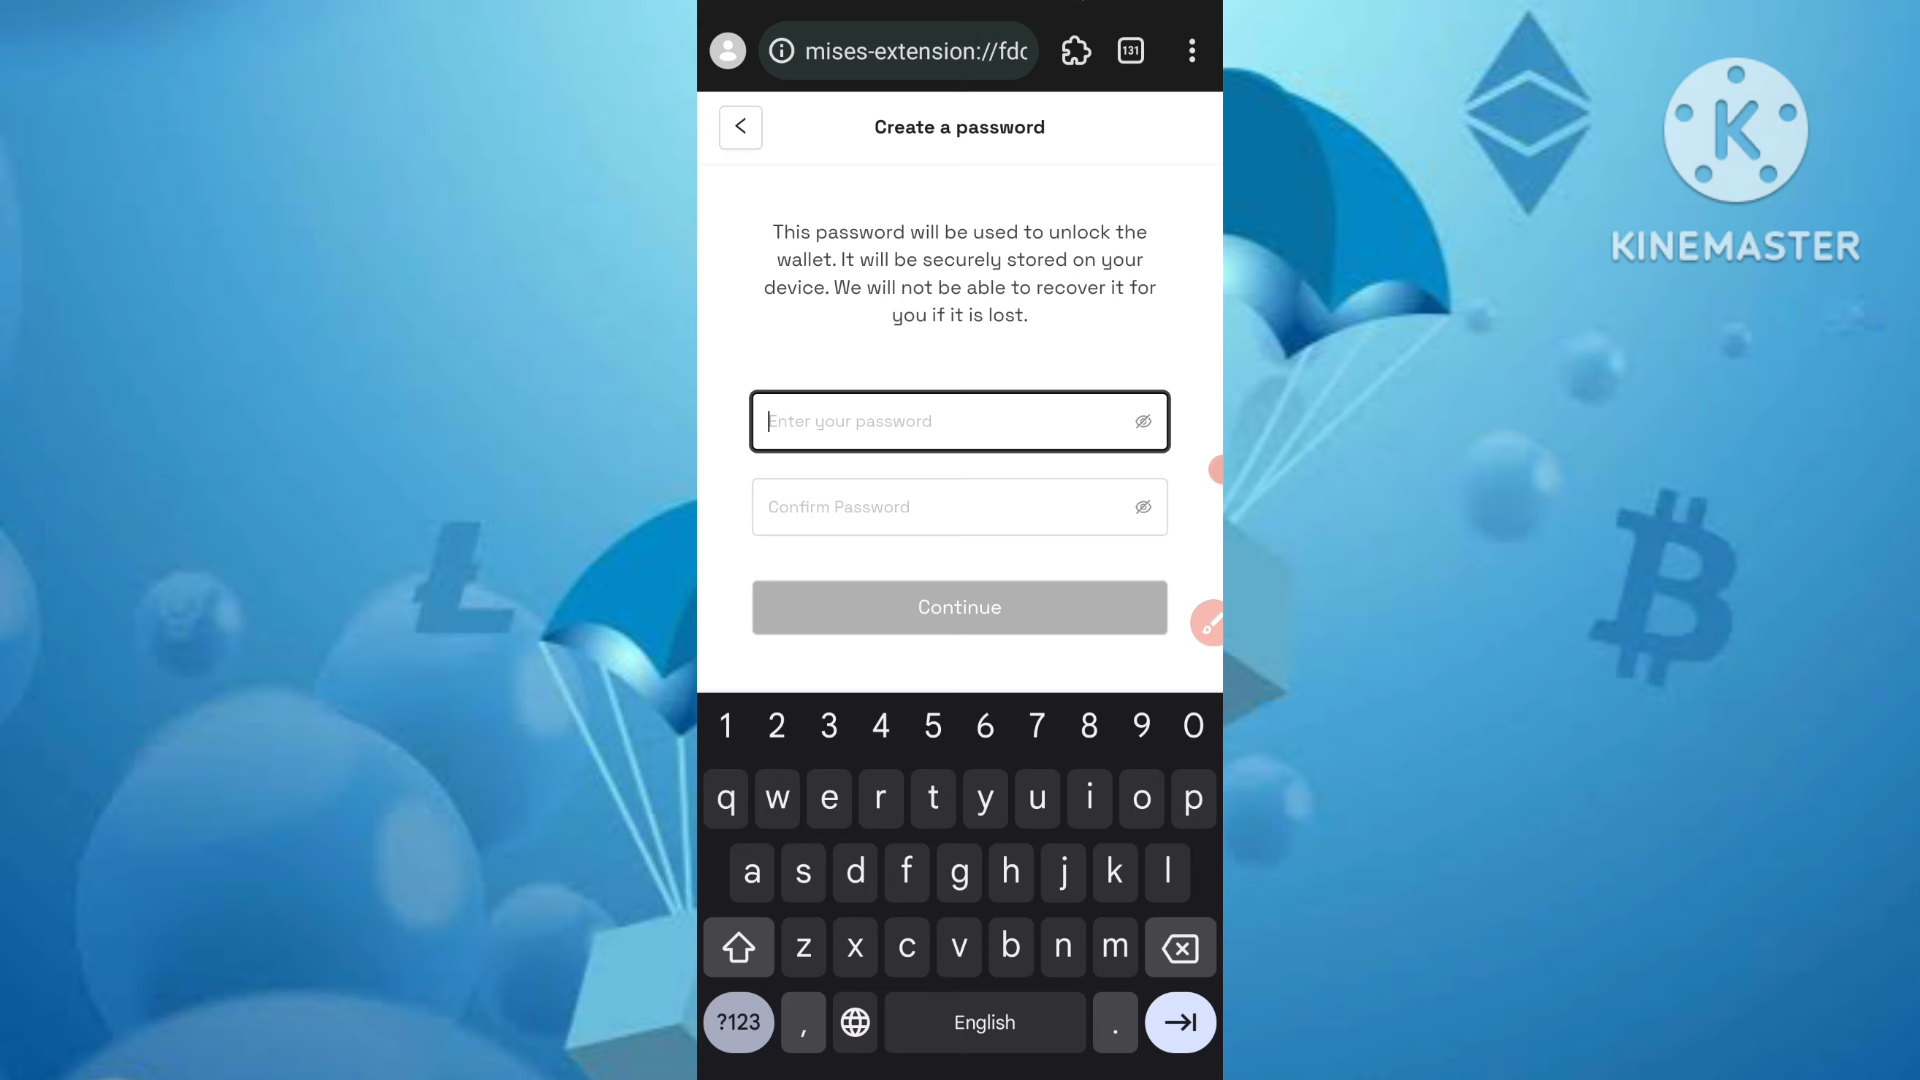 mises-extension://fdc
131
Create a password
This password will be used to unlock the
wallet. It will be securely stored on your
device. We will not be able to recover it for
you if it is lost.
Enter your password
Confirm Password
Continue
1 2 3 4 5 6 7 8 9 0
q w e r t y u i o p
a s d f g h j k l
z x c v b n m
?123 , English .
K
KINEMASTER